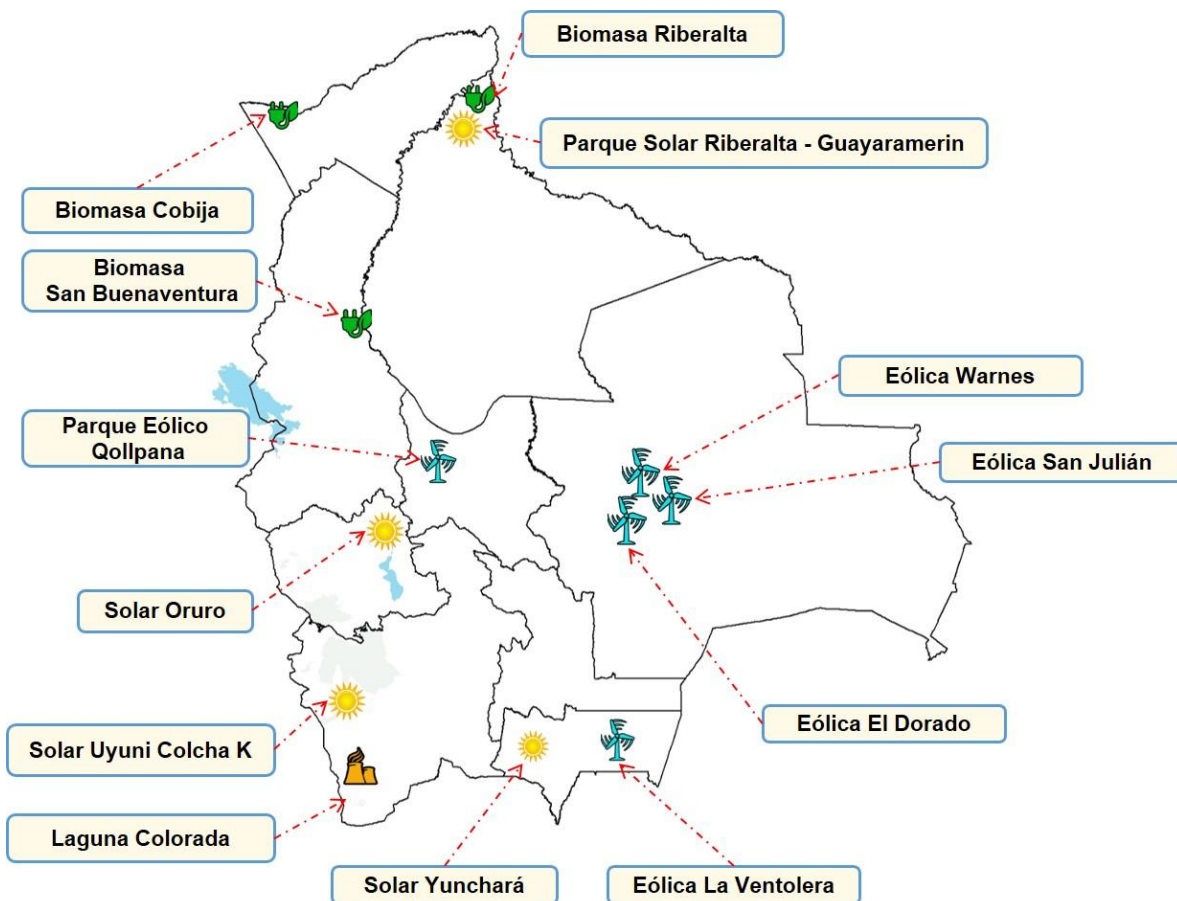 Biomasa Riberalta
Parque Solar Riberalta - Guayaramerin
Biomasa Cobija
Biomasa
San Buenaventura
Eólica Warnes
Parque Eólico
Qollpana
Eólica San Julián
Solar Oruro
Eólica El Dorado
Solar Uyuni Colcha K
Laguna Colorada
Solar Yunchará
Eólica La Ventolera